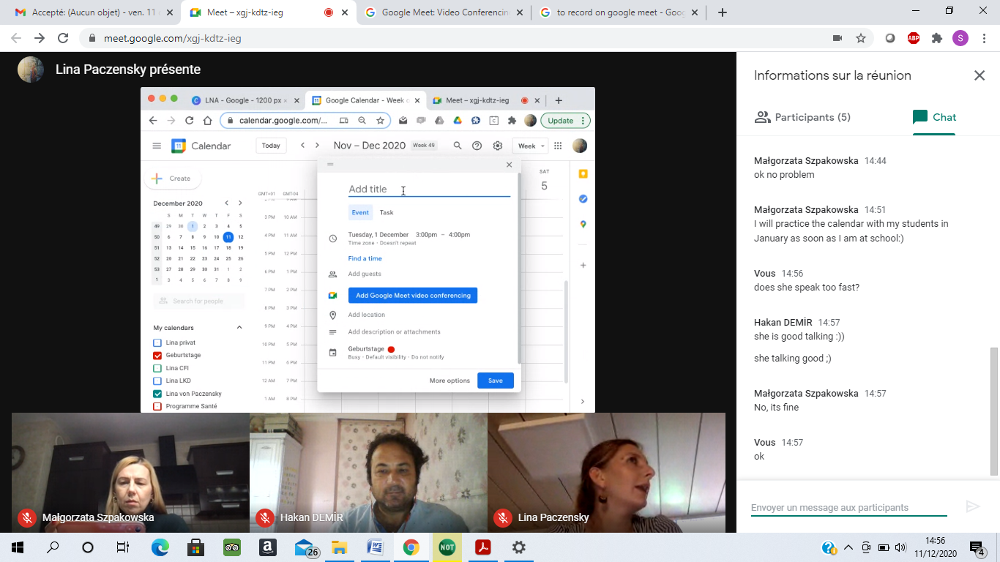 Accepté: (Aucun objet) - ven. 11
Meet – xgj-kdtz-ieg
Google Meet: Video Conferencin
to record on google meet - Goog
meet.google.com/xgj-kdtz-ieg
ABP
S
Lina Paczensky présente
LNA - Google - 1200 px
Google Calendar - Week o
Meet – xgj-kdtz-ieg
calendar.google.com/...
Update
Calendar
Today
Nov – Dec 2020
Week 49
Week
Create
December 2020
S M T W T F S
49 29 30 1 2 3 4 5
50 6 7 8 9 10 11 12
51 13 14 15 16 17 18 19
52 20 21 22 23 24 25 26
53 27 28 29 30 31 1 2
1 3 4 5 6 7 8 9
Search for people
My calendars
Lina privat
Geburtstage
Lina CFI
Lina LKD
Lina von Paczensky
Programme Santé
GMT+01 GMT-04
3 PM 10 AM
4 PM 11 AM
5 PM 12 PM
6 PM 1 PM
7 PM 2 PM
8 PM 3 PM
9 PM 4 PM
10 PM 5 PM
11 PM 6 PM
12 AM 7 PM
1 AM 8 PM
SAT
5
Add title
Event Task
Tuesday, 1 December 3:00pm – 4:00pm
Time zone · Doesn't repeat
Find a time
Add guests
Add Google Meet video conferencing
Add location
Add description or attachments
Geburtstage
Busy · Default visibility · Do not notify
More options
Save
Małgorzata Szpakowska
Hakan DEMİR
Lina Paczensky
Informations sur la réunion
Participants (5)
Chat
Małgorzata Szpakowska 14:44
ok no problem
Małgorzata Szpakowska 14:51
I will practice the calendar with my students in
January as soon as I am at school:)
Vous 14:56
does she speak too fast?
Hakan DEMİR 14:57
she is good talking :))
she talking good ;)
Małgorzata Szpakowska 14:57
No, its fine
Vous 14:57
ok
Envoyer un message aux participants
26
NOT
14:56
11/12/2020
4